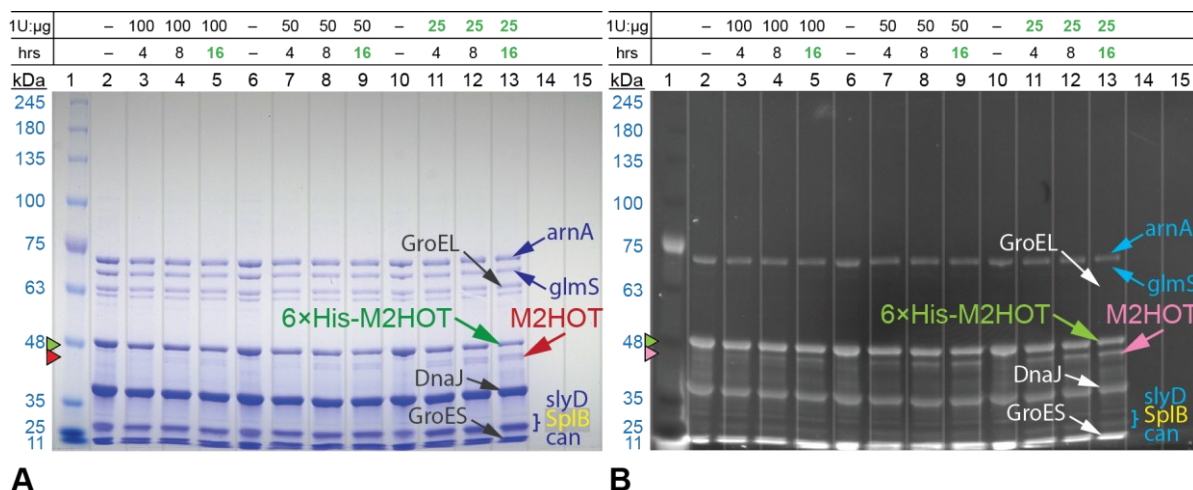 1U:µg – 100 100 100 – 50 50 50 – 25 25 25
hrs – 4 8 16 – 4 8 16 – 4 8 16
kDa 1 2 3 4 5 6 7 8 9 10 11 12 13 14 15
245
180
135
100
75
63
48
35
25
11
GroEL
arnA
glmS
6×His-M2HOT
M2HOT
DnaJ
slyD
} SplB
GroES
can
A
1U:µg – 100 100 100 – 50 50 50 – 25 25 25
hrs – 4 8 16 – 4 8 16 – 4 8 16
kDa 1 2 3 4 5 6 7 8 9 10 11 12 13 14 15
245
180
135
100
75
63
48
35
25
11
GroEL
arnA
glmS
6×His-M2HOT
M2HOT
DnaJ
slyD
} SplB
GroES
can
B